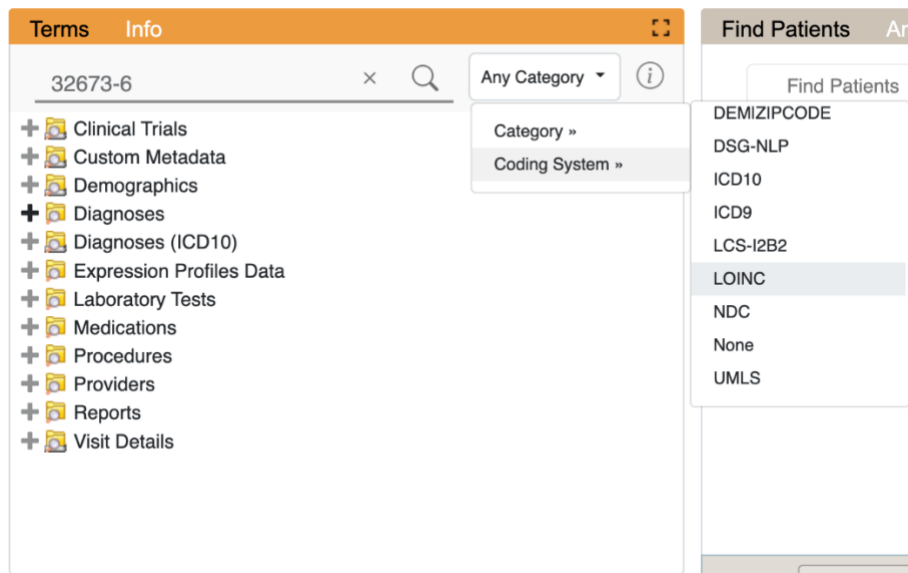 Terms Info
32673-6 × Any Category i
Category »
Coding System »
Clinical Trials
Custom Metadata
Demographics
Diagnoses
Diagnoses (ICD10)
Expression Profiles Data
Laboratory Tests
Medications
Procedures
Providers
Reports
Visit Details
Find Patients
Find Patients
DEM|ZIPCODE
DSG-NLP
ICD10
ICD9
LCS-I2B2
LOINC
NDC
None
UMLS